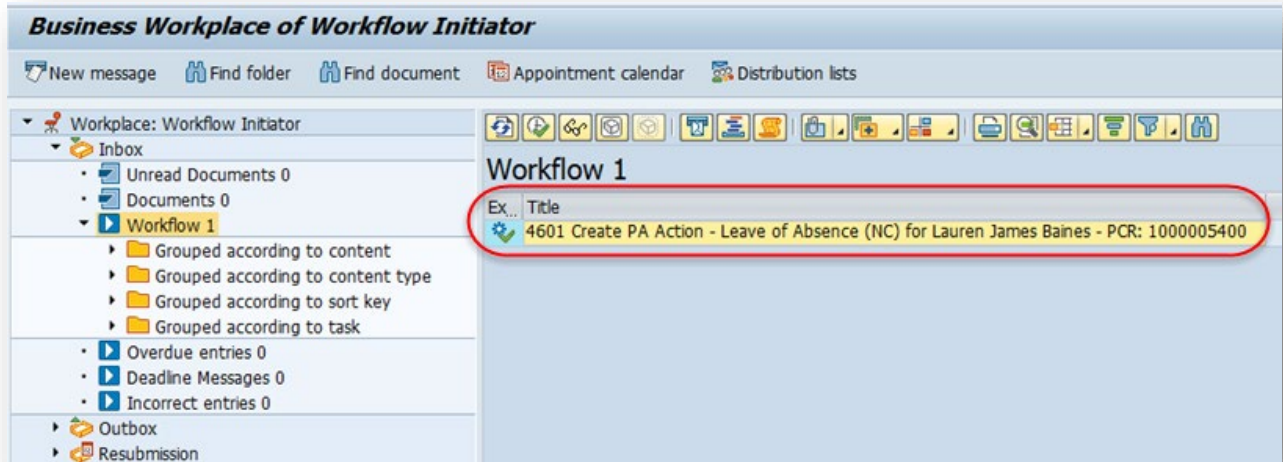 Business Workplace of Workflow Initiator
New message Find folder Find document Appointment calendar Distribution lists
Workplace: Workflow Initiator
Inbox
Unread Documents 0
Documents 0
Workflow 1
Grouped according to content
Grouped according to content type
Grouped according to sort key
Grouped according to task
Overdue entries 0
Deadline Messages 0
Incorrect entries 0
Outbox
Resubmission
Workflow 1
Ex... Title
4601 Create PA Action - Leave of Absence (NC) for Lauren James Baines - PCR: 1000005400